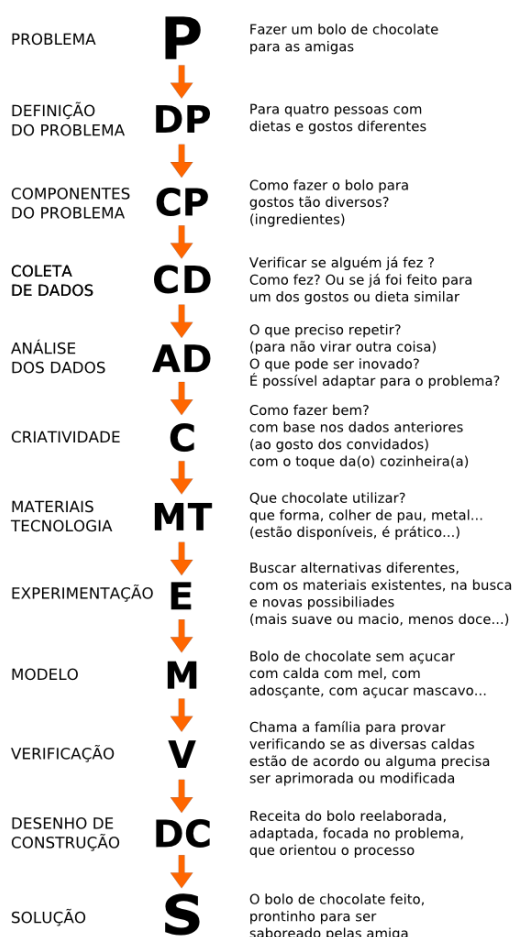 PROBLEMA
P
Fazer um bolo de chocolate
para as amigas
DEFINIÇÃO
DO PROBLEMA
DP
Para quatro pessoas com
dietas e gostos diferentes
COMPONENTES
DO PROBLEMA
CP
Como fazer o bolo para
gostos tão diversos?
(ingredientes)
COLETA
DE DADOS
CD
Verificar se alguém já fez ?
Como fez? Ou se já foi feito para
um dos gostos ou dieta similar
ANÁLISE
DOS DADOS
AD
O que preciso repetir?
(para não virar outra coisa)
O que pode ser inovado?
É possível adaptar para o problema?
CRIATIVIDADE
C
Como fazer bem?
com base nos dados anteriores
(ao gosto dos convidados)
com o toque da(o) cozinheira(a)
MATERIAIS
TECNOLOGIA
MT
Que chocolate utilizar?
que forma, colher de pau, metal...
(estão disponíveis, é prático...)
EXPERIMENTAÇÃO
E
Buscar alternativas diferentes,
com os materiais existentes, na busca
e novas possibiliades
(mais suave ou macio, menos doce...)
MODELO
M
Bolo de chocolate sem açucar
com calda com mel, com
adosçante, com açucar mascavo...
VERIFICAÇÃO
V
Chama a família para provar
verificando se as diversas caldas
estão de acordo ou alguma precisa
ser aprimorada ou modificada
DESENHO DE
CONSTRUÇÃO
DC
Receita do bolo reelaborada,
adaptada, focada no problema,
que orientou o processo
SOLUÇÃO
S
O bolo de chocolate feito,
prontinho para ser
saboreado pelas amiga